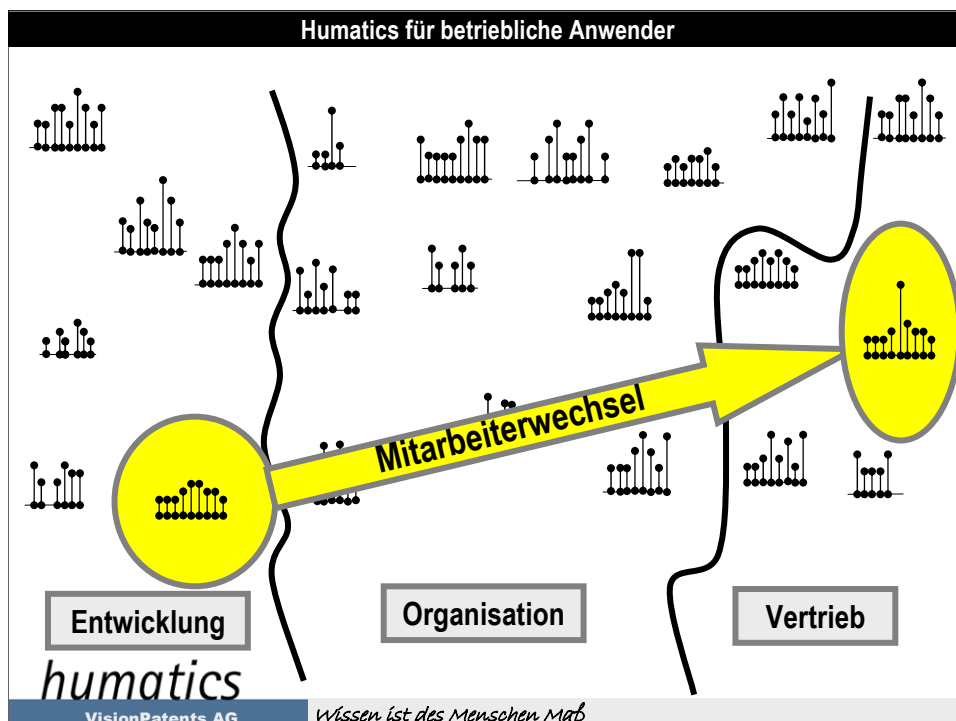 Humatics für betriebliche Anwender
Mitarbeiterwechsel
Entwicklung
Organisation
Vertrieb
humatics
VisionPatents AG
Wissen ist des Menschen Maß